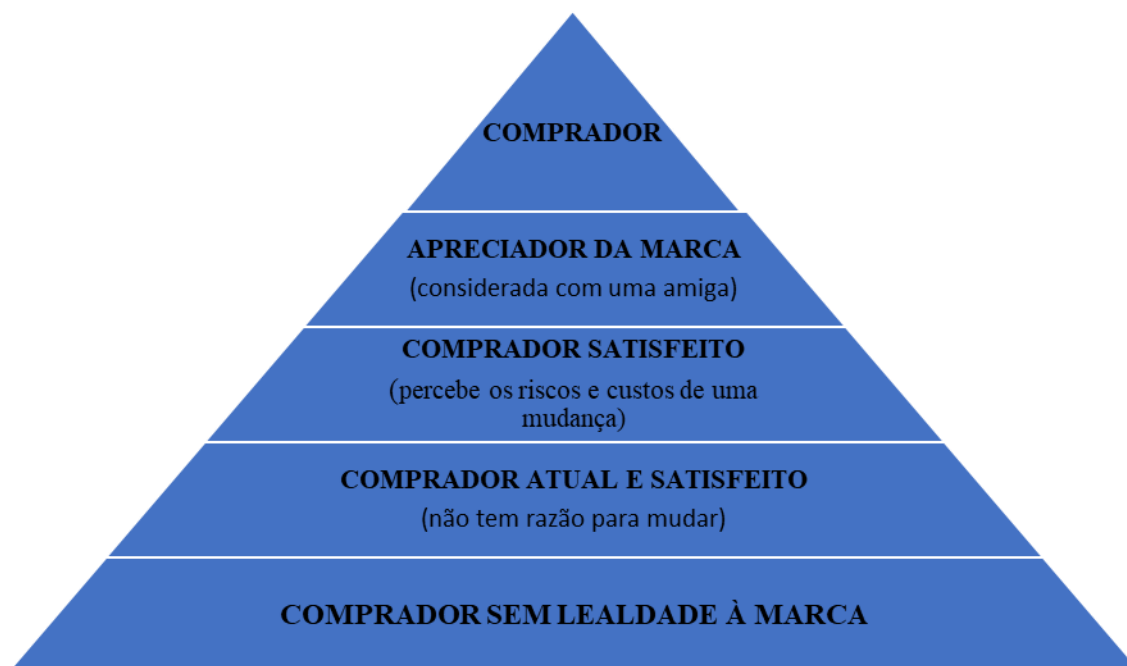 COMPRADOR
APRECIADOR DA MARCA
(considerada com uma amiga)
COMPRADOR SATISFEITO
(percebe os riscos e custos de uma
mudança)
COMPRADOR ATUAL E SATISFEITO
(não tem razão para mudar)
COMPRADOR SEM LEALDADE À MARCA